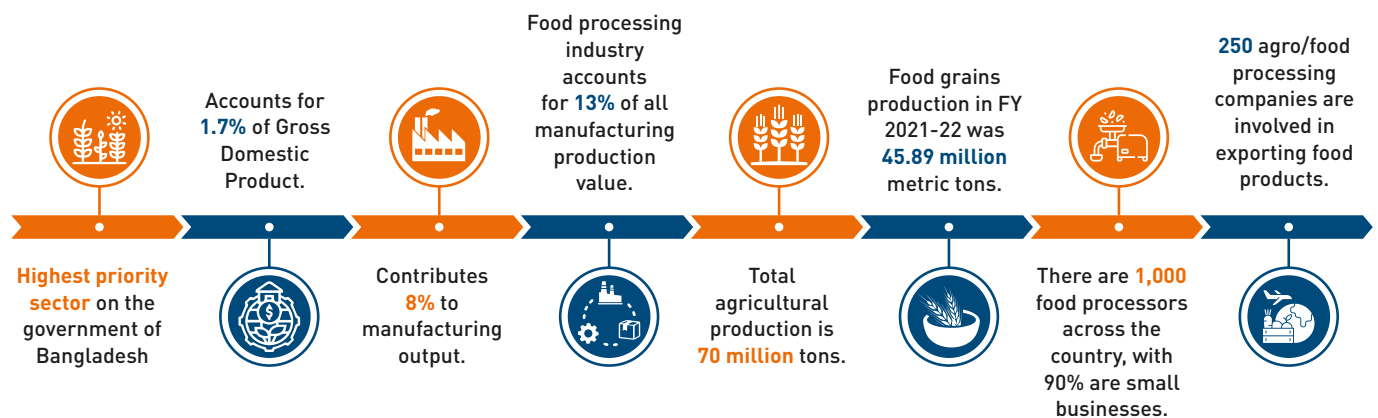 Highest priority
sector on the
government of
Bangladesh
Accounts for
1.7% of Gross
Domestic
Product.
Contributes
8% to
manufacturing
output.
Food processing
industry
accounts
for 13% of all
manufacturing
production
value.
Total
agricultural
production is
70 million tons.
Food grains
production in FY
2021-22 was
45.89 million
metric tons.
There are 1,000
food processors
across the
country, with
90% are small
businesses.
250 agro/food
processing
companies are
involved in
exporting food
products.
$